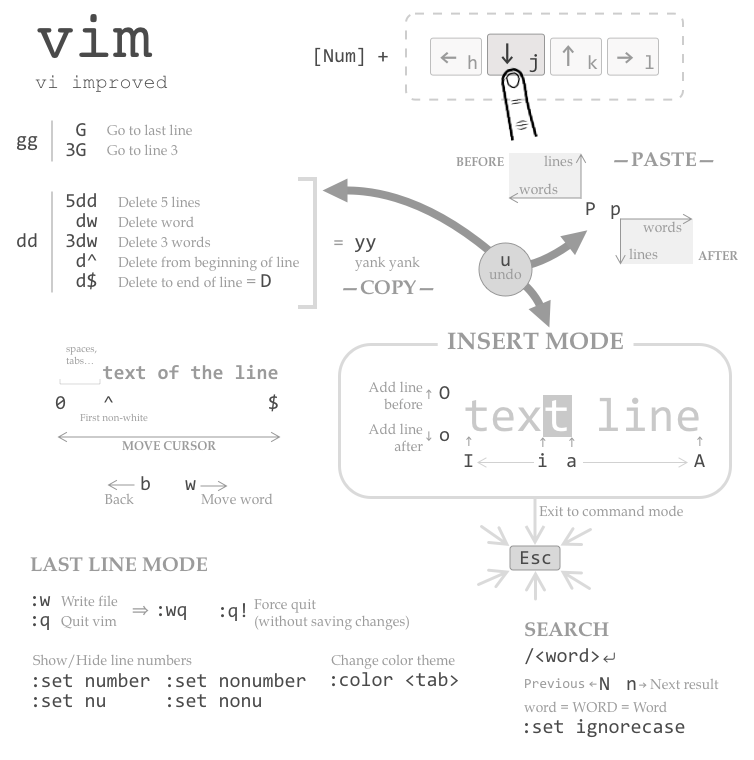 vim
vi improved
[Num] +
← h
↓ j
↑ k
→ l
gg
G Go to last line
3G Go to line 3
dd
5dd Delete 5 lines
dw Delete word
3dw Delete 3 words
d^ Delete from beginning of line
d$ Delete to end of line = D
= yy
yank yank
—COPY—
u
undo
BEFORE
lines
words
—PASTE—
P p
words
lines
AFTER
spaces,
tabs...
text of the line
0 ^ $
First non-white
MOVE CURSOR
← b w →
Back Move word
INSERT MODE
Add line
before ↑ O
Add line
after ↓ o
text line
I i a A
Exit to command mode
Esc
LAST LINE MODE
:w Write file
:q Quit vim
⇒ :wq
:q! Force quit
(without saving changes)
Show/Hide line numbers
:set number :set nonumber
:set nu :set nonu
Change color theme
:color <tab>
SEARCH
/<word>↵
Previous ←N n→ Next result
word = WORD = Word
:set ignorecase